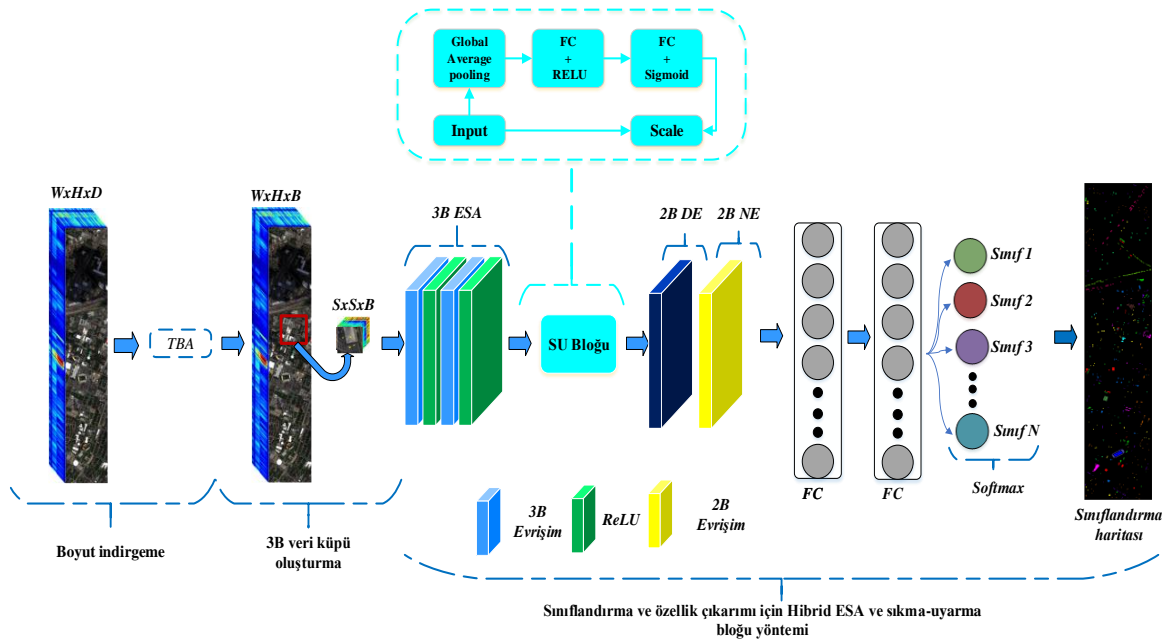 Global
Average
pooling
FC
+
RELU
FC
+
Sigmoid
Input
Scale
WxHxD
WxHxB
3B ESA
2B DE
2B NE
SxSxB
TBA
SU Bloğu
Sınıf 1
Sınıf 2
Sınıf 3
Sınıf N
FC
FC
Softmax
3B
Evrişim
ReLU
2B
Evrişim
Sınıflandırma
haritası
Boyut indirgeme
3B veri küpü
oluşturma
Sınıflandırma ve özellik çıkarımı için Hibrid ESA ve sıkma-uyarma
bloğu yöntemi